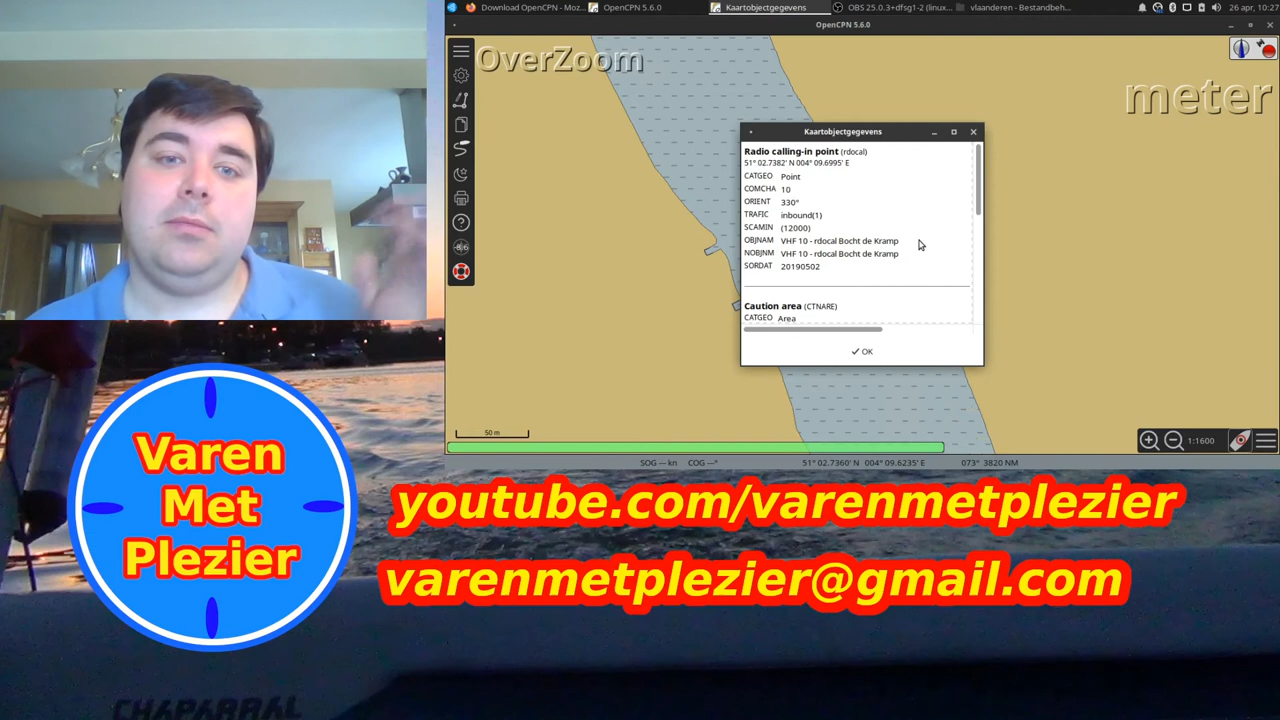 Download OpenCPN - Moz...
OpenCPN 5.6.0
Kaartobjectgegevens
OBS 25.0.3+dfsg1-2 (linux...
vlaanderen - Bestandbeh...
26 apr, 10:27
OpenCPN 5.6.0
OverZoom
meter
Kaartobjectgegevens
Radio calling-in point (rdocal)
51° 02.7382' N 004° 09.6995' E
CATGEO Point
COMCHA 10
ORIENT 330°
TRAFIC inbound(1)
SCAMIN (12000)
OBJNAM VHF 10 - rdocal Bocht de Kramp
NOBJNM VHF 10 - rdocal Bocht de Kramp
SORDAT 20190502
Caution area (CTNARE)
CATGEO Area
OK
50 m
1:1600
SOG --- kn COG ---° 51° 02.7360' N 004° 09.6235' E 073° 3820 NM
Varen
Met
Plezier
youtube.com/varenmetplezier
varenmetplezier@gmail.com
CHAPARRAL